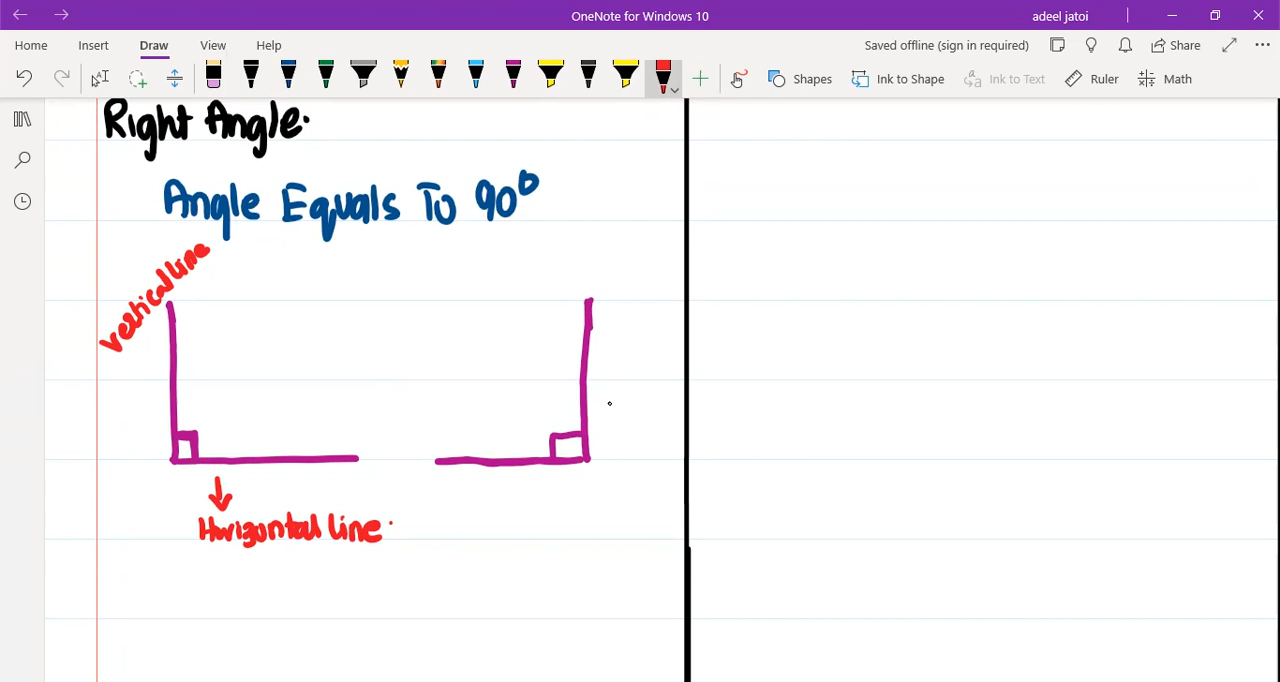 OneNote for Windows 10
adeel jatoi
Home Insert Draw View Help
Saved offline (sign in required) Share
Shapes Ink to Shape Ink to Text Ruler Math
Right Angle.
Angle Equals To 90°
vertical line
Horizontal line.